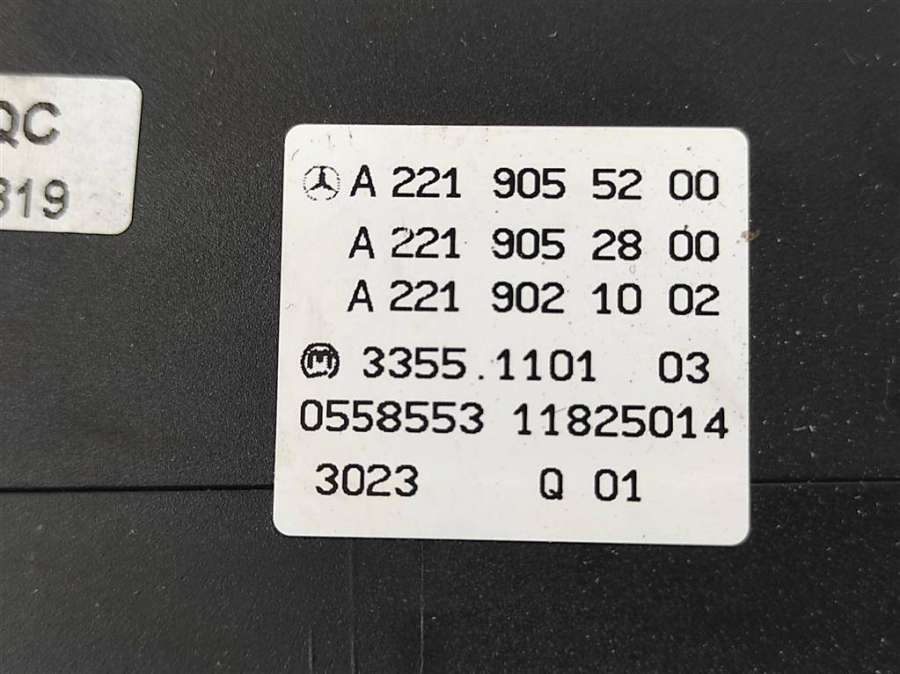 QC
319
A 221 905 52 00
A 221 905 28 00
A 221 902 10 02
M 3355.1101 03
0558553 11825014
3023 Q 01